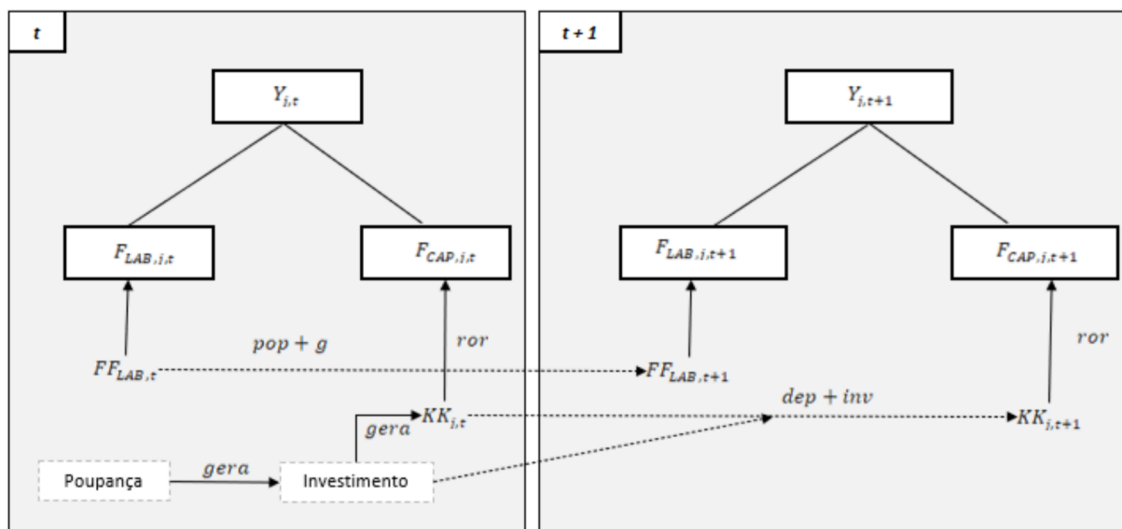 t
t + 1
Y_{i,t}
Y_{i,t+1}
F_{LAB,i,t}
F_{CAP,i,t}
F_{LAB,i,t+1}
F_{CAP,i,t+1}
pop + g
ror
ror
FF_{LAB,t}
FF_{LAB,t+1}
dep + inv
KK_{i,t}
KK_{i,t+1}
gera
gera
Poupança
Investimento